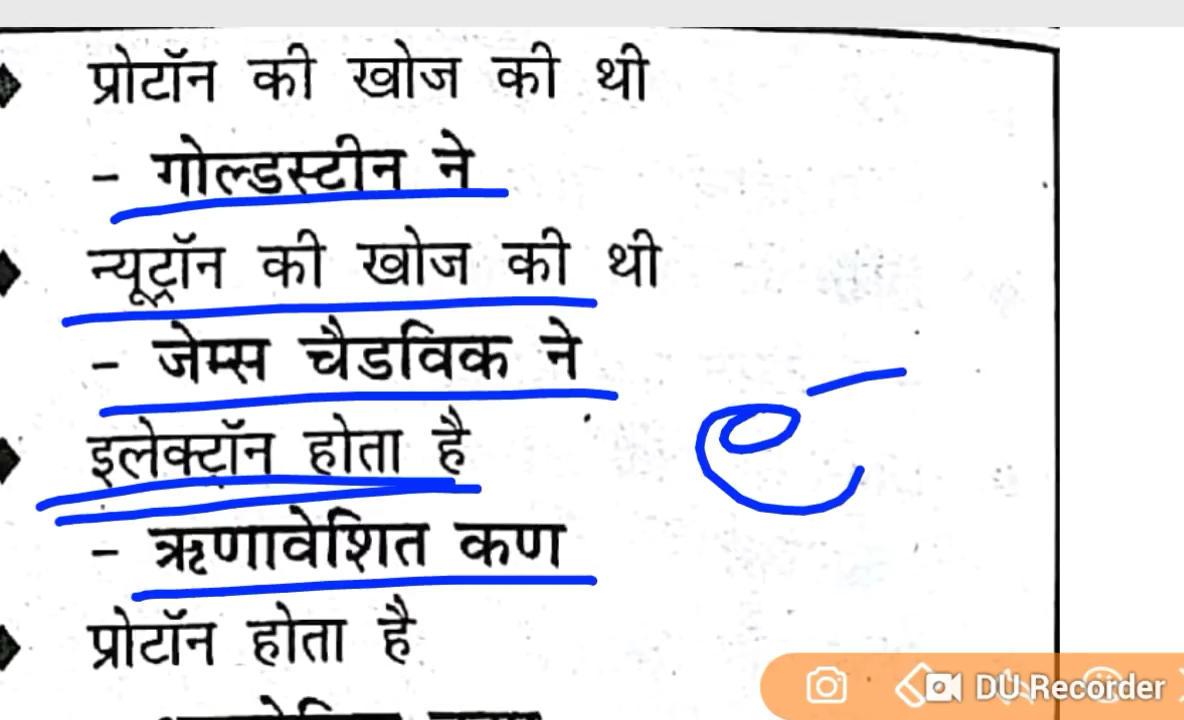 प्रोटॉन की खोज की थी
- गोल्डस्टीन ने
न्यूट्रॉन की खोज की थी
- जेम्स चैडविक ने
इलेक्ट्रॉन होता है
e-
- ऋणावेशित कण
प्रोटॉन होता है
DU Recorder